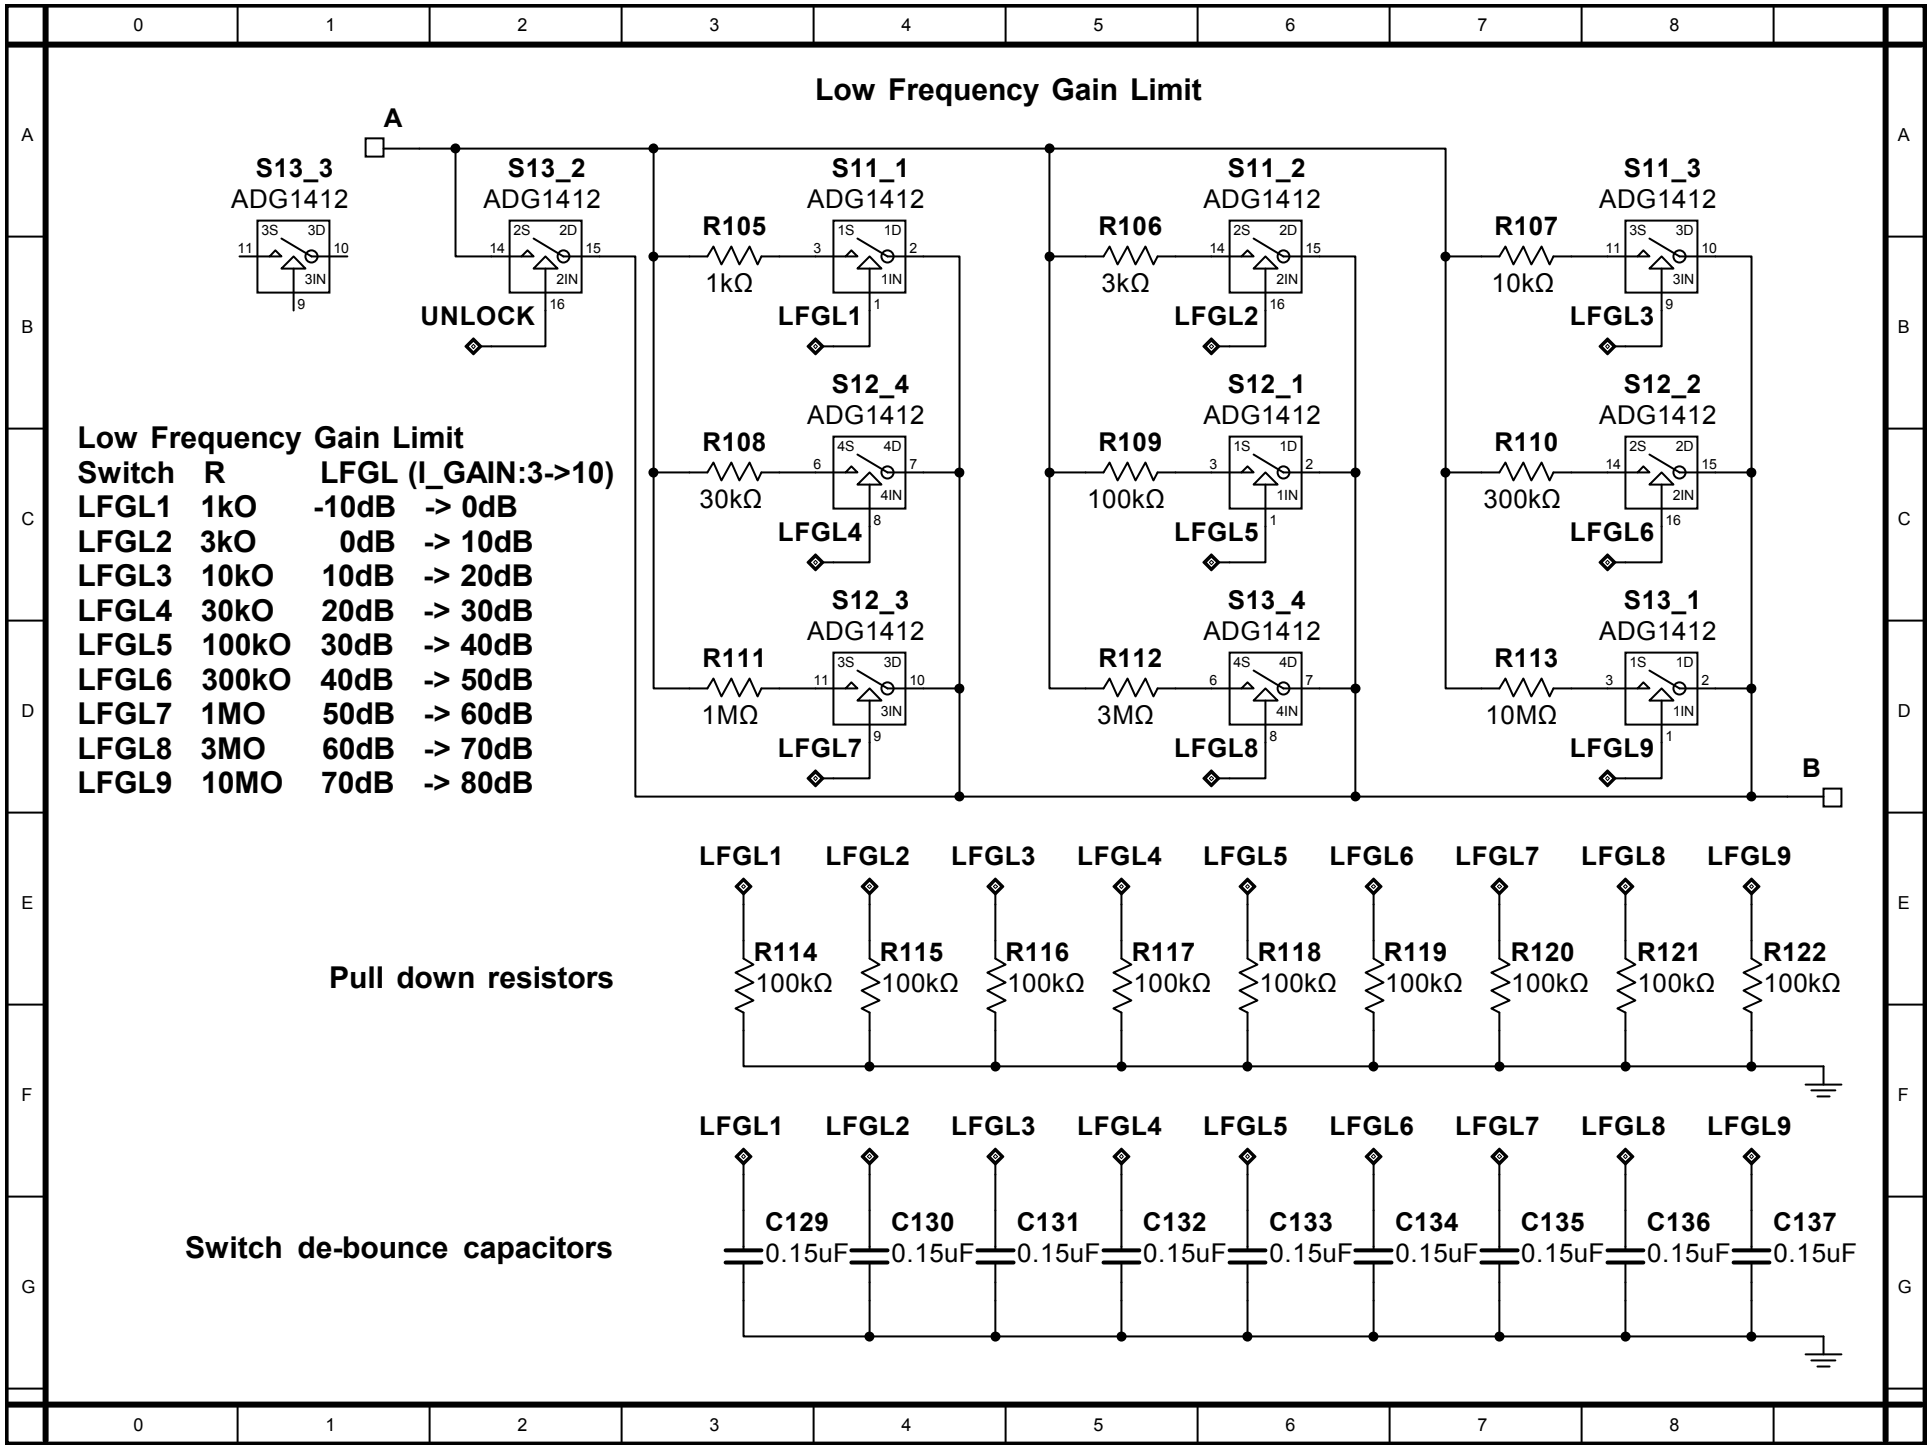 0 1 2 3 4 5 6 7 8
Low Frequency Gain Limit
A
A
A
S13_3
ADG1412
3S 3D
11 10
3IN
9
S13_2
ADG1412
2S 2D
14 15
2IN
16
UNLOCK
R105
1kΩ
S11_1
ADG1412
1S 1D
3 2
1IN
1
LFGL1
R106
3kΩ
S11_2
ADG1412
2S 2D
14 15
2IN
16
LFGL2
R107
10kΩ
S11_3
ADG1412
3S 3D
11 10
3IN
9
LFGL3
B
B
R108
30kΩ
S12_4
ADG1412
4S 4D
6 7
4IN
8
LFGL4
R109
100kΩ
S12_1
ADG1412
1S 1D
3 2
1IN
1
LFGL5
R110
300kΩ
S12_2
ADG1412
2S 2D
14 15
2IN
16
LFGL6
C
C
R111
1MΩ
S12_3
ADG1412
3S 3D
11 10
3IN
9
LFGL7
R112
3MΩ
S13_4
ADG1412
4S 4D
6 7
4IN
8
LFGL8
R113
10MΩ
S13_1
ADG1412
1S 1D
3 2
1IN
1
LFGL9
D
D
B
Low Frequency Gain Limit
Switch R LFGL (I_GAIN:3->10)
LFGL1 1kO -10dB -> 0dB
LFGL2 3kO 0dB -> 10dB
LFGL3 10kO 10dB -> 20dB
LFGL4 30kO 20dB -> 30dB
LFGL5 100kO 30dB -> 40dB
LFGL6 300kO 40dB -> 50dB
LFGL7 1MO 50dB -> 60dB
LFGL8 3MO 60dB -> 70dB
LFGL9 10MO 70dB -> 80dB
LFGL1 LFGL2 LFGL3 LFGL4 LFGL5 LFGL6 LFGL7 LFGL8 LFGL9
E
E
R114 R115 R116 R117 R118 R119 R120 R121 R122
Pull down resistors
100kΩ 100kΩ 100kΩ 100kΩ 100kΩ 100kΩ 100kΩ 100kΩ 100kΩ
F
F
LFGL1 LFGL2 LFGL3 LFGL4 LFGL5 LFGL6 LFGL7 LFGL8 LFGL9
C129 C130 C131 C132 C133 C134 C135 C136 C137
Switch de-bounce capacitors
0.15uF 0.15uF 0.15uF 0.15uF 0.15uF 0.15uF 0.15uF 0.15uF 0.15uF
G
G
0 1 2 3 4 5 6 7 8